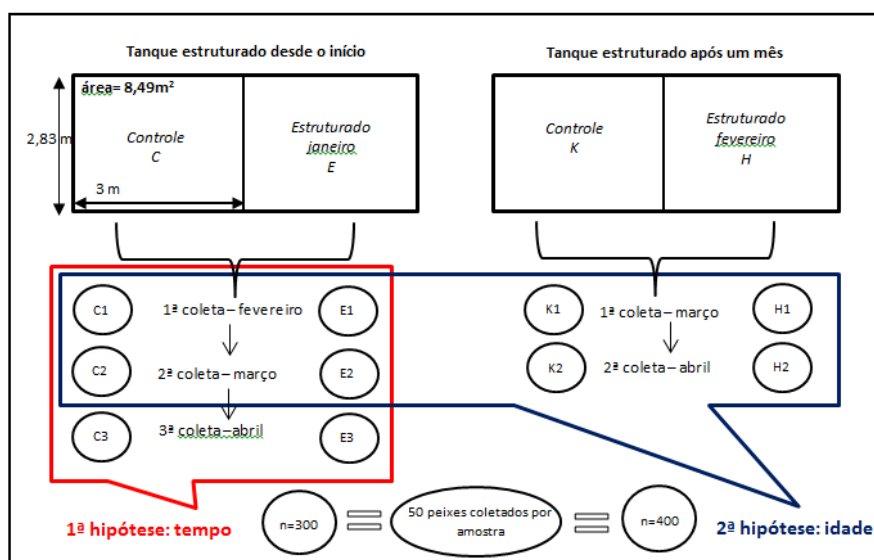 Tanque estruturado desde o início
Tanque estruturado após um mês
área= 8,49m²
2,83 m
Controle
C
3 m
Estruturado
janeiro
E
Controle
K
Estruturado
fevereiro
H
C1
1ª coleta–fevereiro
E1
K1
1ª coleta–março
H1
C2
2ª coleta–março
E2
K2
2ª coleta–abril
H2
C3
3ª coleta–abril
E3
1ª hipótese: tempo
n=300
50 peixes coletados por
amostra
n=400
2ª hipótese: idade